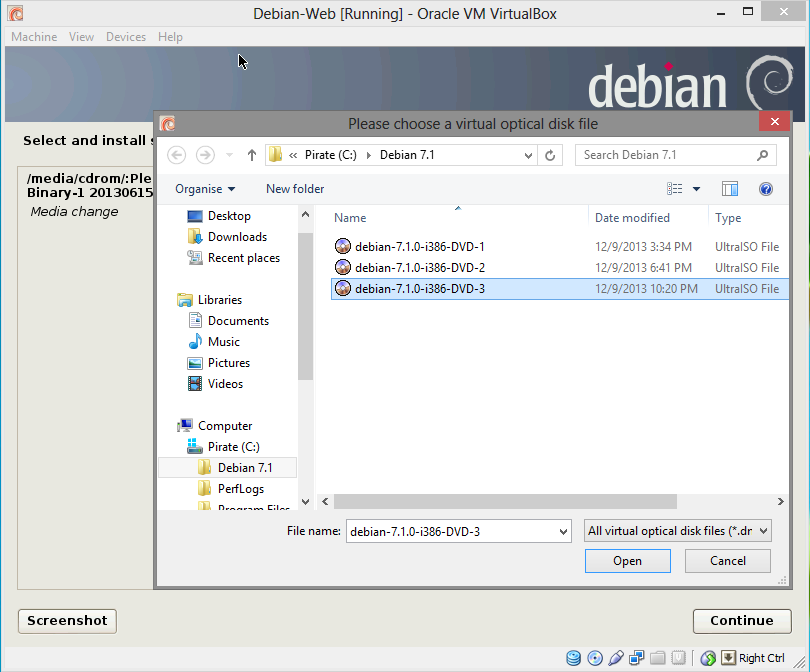 Debian-Web [Running] - Oracle VM VirtualBox
Machine View Devices Help
debian
Select and install s
/media/cdrom/:Ple
Binary-1 20130615
Media change
Please choose a virtual optical disk file
« Pirate (C:) Debian 7.1
Search Debian 7.1
Organise New folder
Desktop
Downloads
Recent places
Libraries
Documents
Music
Pictures
Videos
Computer
Pirate (C:)
Debian 7.1
PerfLogs
Program Files
Name Date modified Type
debian-7.1.0-i386-DVD-1 12/9/2013 3:34 PM UltraISO File
debian-7.1.0-i386-DVD-2 12/9/2013 6:41 PM UltraISO File
debian-7.1.0-i386-DVD-3 12/9/2013 10:20 PM UltraISO File
File name: debian-7.1.0-i386-DVD-3 All virtual optical disk files (*.dr
Open Cancel
Screenshot Continue
Right Ctrl